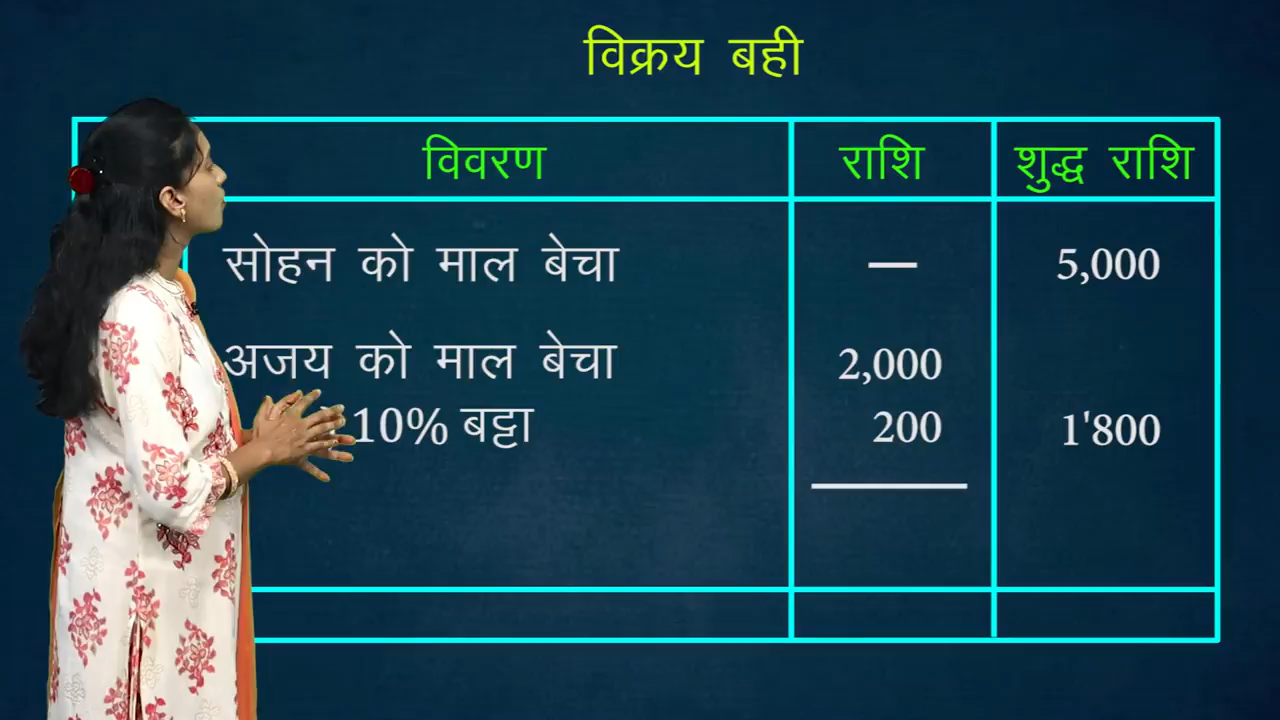 विक्रय बही
विवरण राशि शुद्ध राशि
सोहन को माल बेचा — 5,000
अजय को माल बेचा 2,000
10% बट्टा 200 1'800